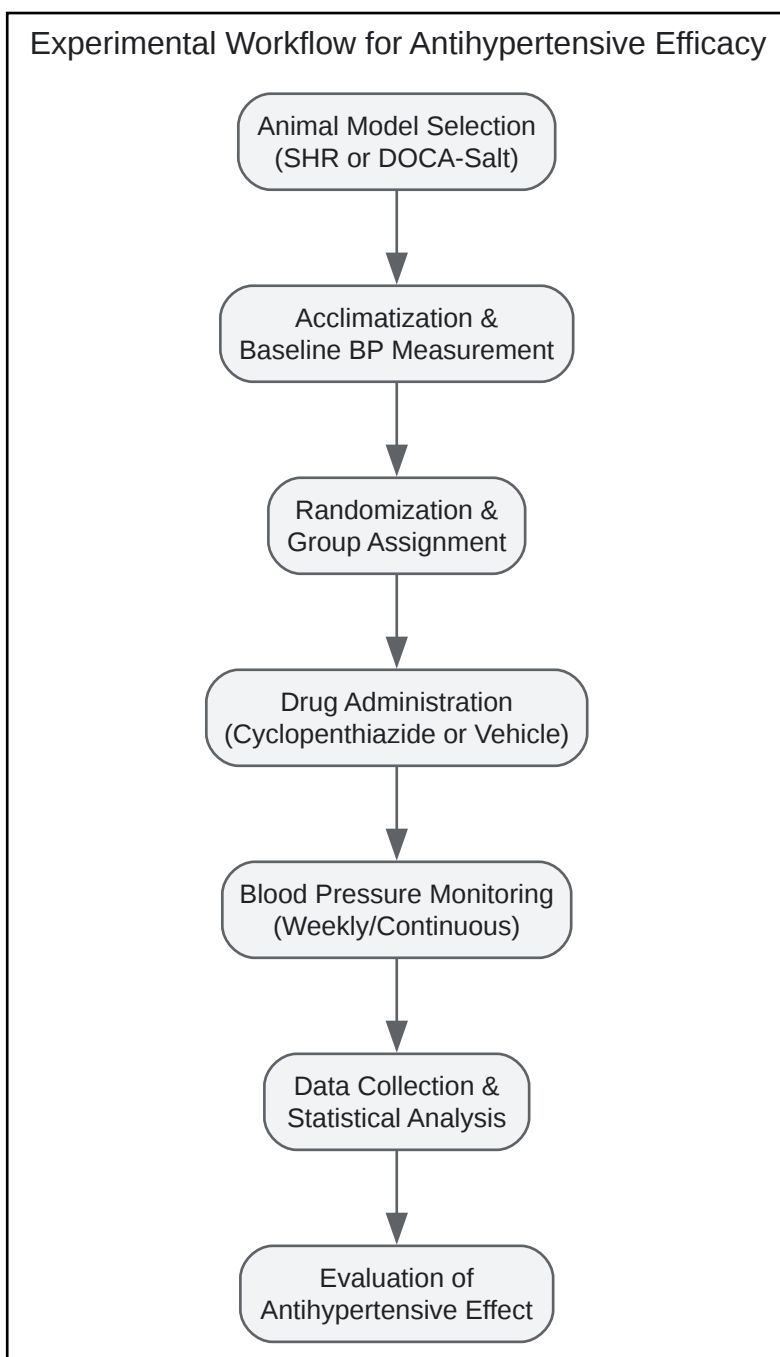 Experimental Workflow for Antihypertensive Efficacy
Animal Model Selection
(SHR or DOCA-Salt)
Acclimatization &
Baseline BP Measurement
Randomization &
Group Assignment
Drug Administration
(Cyclopenthiazide or Vehicle)
Blood Pressure Monitoring
(Weekly/Continuous)
Data Collection &
Statistical Analysis
Evaluation of
Antihypertensive Effect